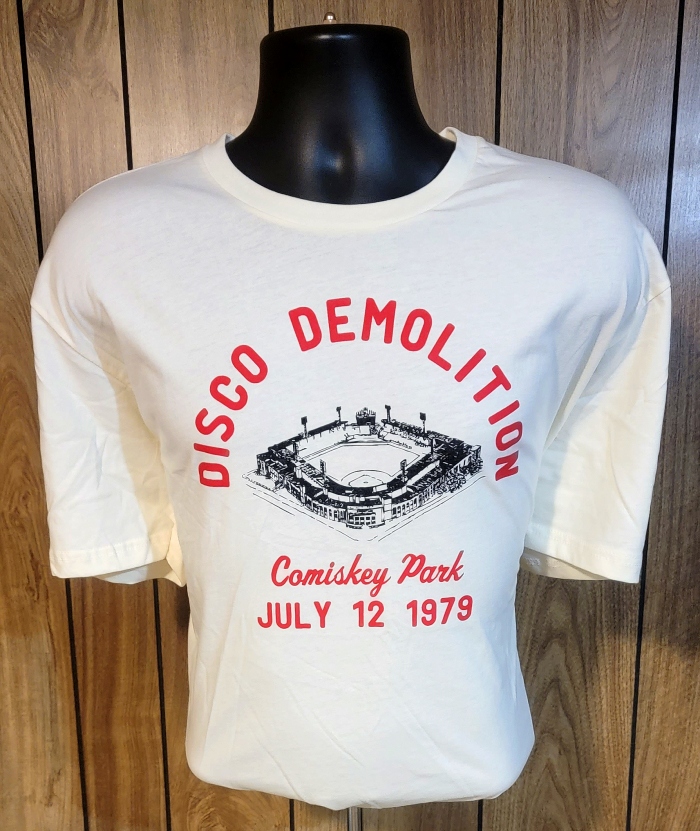 DISCO DEMOLITION
Comiskey Park
JULY 12 1979